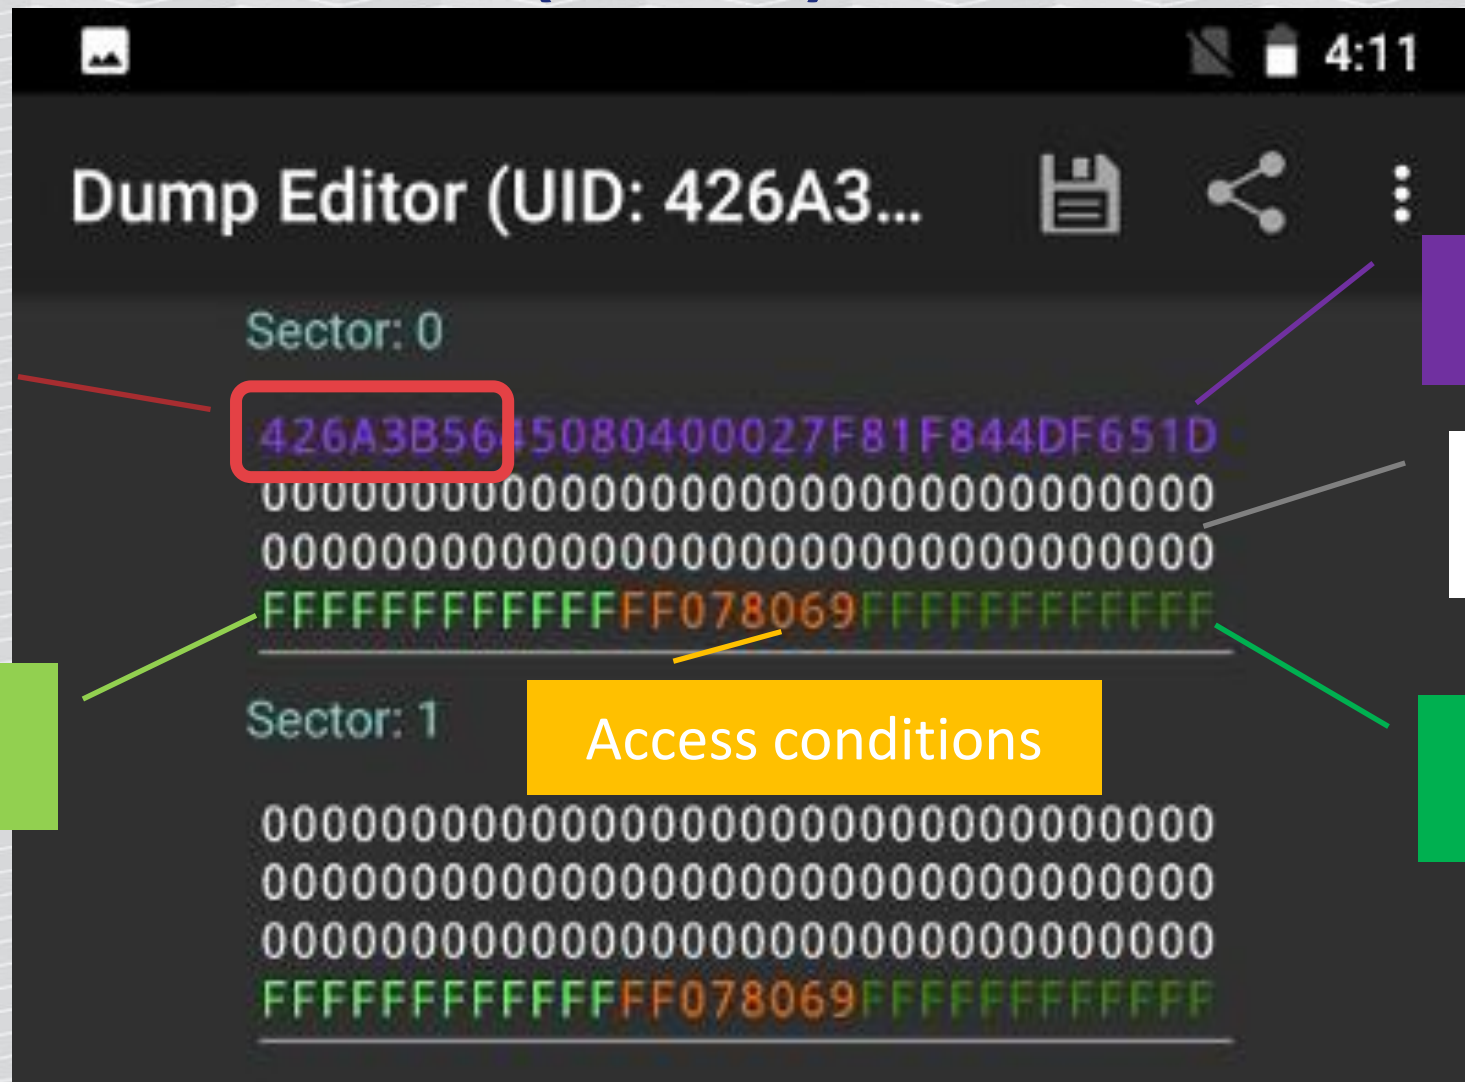 4:11
Dump Editor (UID: 426A3...
Sector: 0
426A3B5645080400027F81F844DF651D
00000000000000000000000000000000
00000000000000000000000000000000
FFFFFFFFFFFFFF078069FFFFFFFFFFFF
Access conditions
Sector: 1
00000000000000000000000000000000
00000000000000000000000000000000
00000000000000000000000000000000
FFFFFFFFFFFFFF078069FFFFFFFFFFFF